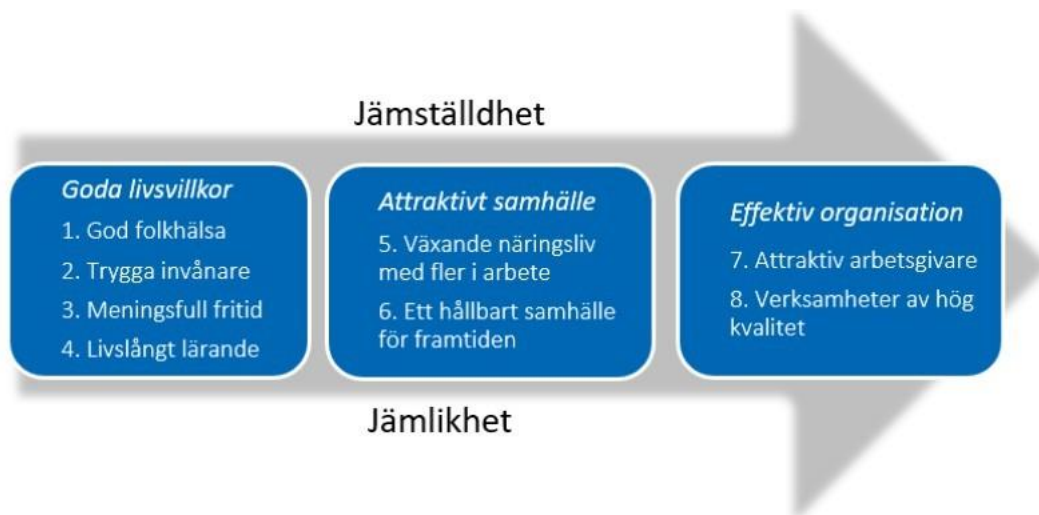 Jämställdhet
Goda livsvillkor
1. God folkhälsa
2. Trygga invånare
3. Meningsfull fritid
4. Livslångt lärande
Attraktivt samhälle
5. Växande näringsliv
med fler i arbete
6. Ett hållbart samhälle
för framtiden
Effektiv organisation
7. Attraktiv arbetsgivare
8. Verksamheter av hög
kvalitet
Jämlikhet